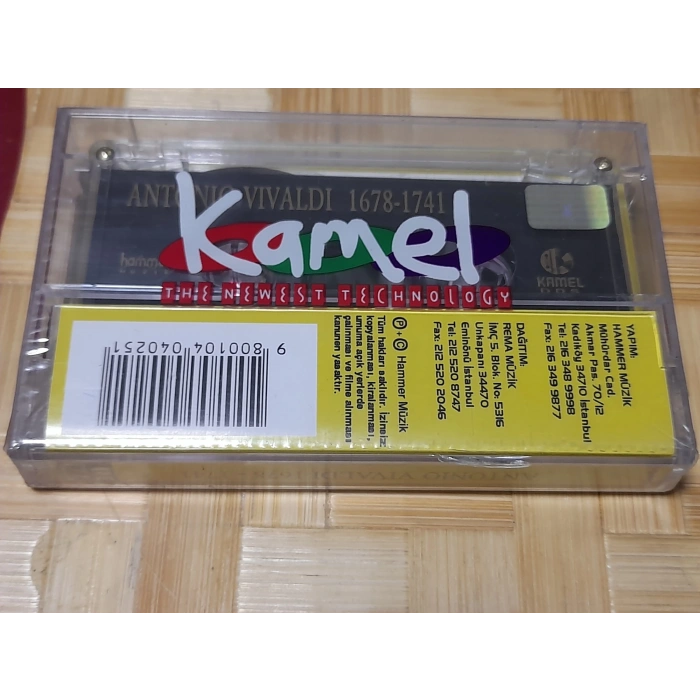 ANTONIO VIVALDI 1678-1741
Kamel
THE NEWEST TECHNOLOGY
hamm
KAMEL
9 800104 040251
P + C Hammer Müzik
Tüm hakları saklıdır. İzinsiz
kopyalanması, kiralanması,
umuma açık yerlerde
çalınması ve filme alınması
kanunen yasaktır.
DAĞITIM:
REMA MÜZİK
İMÇ 5. Blok. No: 5316
Unkapanı 34470
Eminönü İstanbul
Tel: 212 520 8747
Fax: 212 520 2046
YAPIM:
HAMMER MÜZİK
Mühürdar Cad.
Akmar Pas. 70/12
Kadıköy 34710 İstanbul
Tel: 216 348 9998
Fax: 216 349 9877